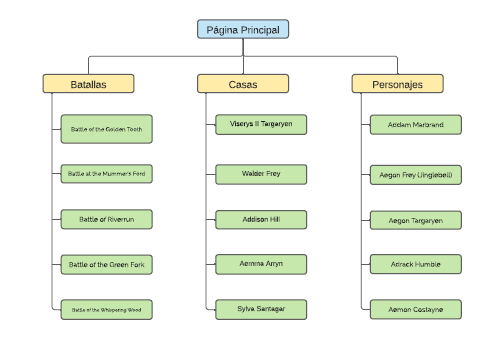 Página Principal
Batallas
Casas
Personajes
Battle of the Golden Tooth
Battle at the Mummer's Ford
Battle of Riverrun
Battle of the Green Fork
Battle of the Whispering Wood
Viserys II Targaryen
Walder Frey
Addison Hill
Aemma Arryn
Sylva Santagar
Addam Marbrand
Aegon Frey (Jinglebell)
Aegon Targaryen
Arirack Humble
Aemon Costayne